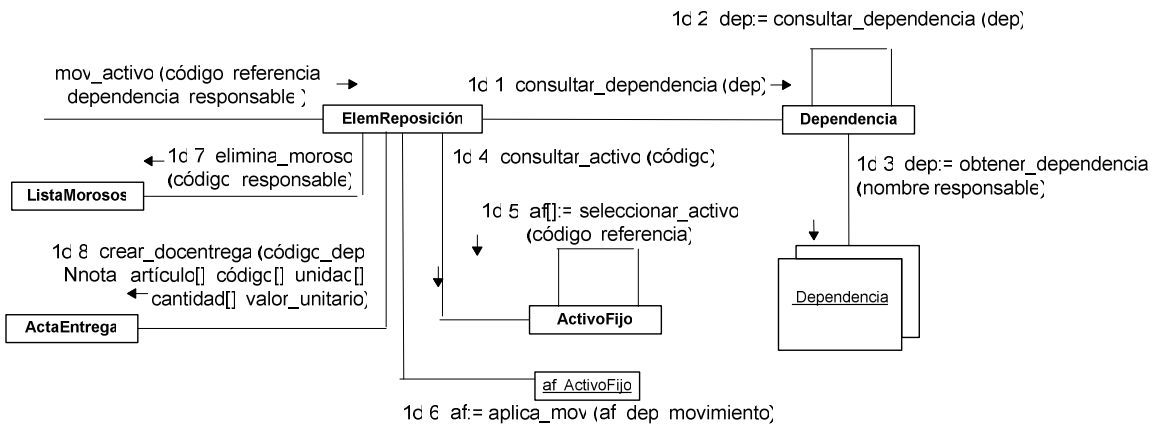 1d 2 dep:= consultar_dependencia (dep)
mov_activo (código referencia
dependencia responsable)
1d 1 consultar_dependencia (dep)
ElemReposición
Dependencia
1d 7 elimina_moroso
(código responsable)
1d 4 consultar_activo (código)
1d 3 dep:= obtener_dependencia
(nombre responsable)
ListaMorosos
1d 5 af[]:= seleccionar_activo
(código referencia)
1d 8 crear_docentrega (código_dep
Nnota artículo[] código[] unidad[]
cantidad[] valor_unitario)
Dependencia
ActaEntrega
ActivoFijo
af ActivoFijo
1d 6 af:= aplica_mov (af dep movimiento)